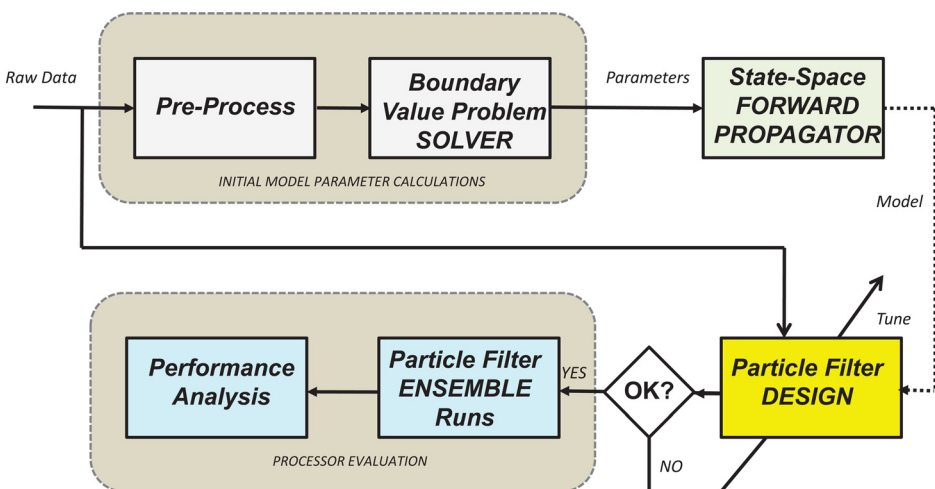 Raw Data
Pre-Process
Boundary
Value Problem
SOLVER
Parameters
State-Space
FORWARD
PROPAGATOR
INITIAL MODEL PARAMETER CALCULATIONS
Model
Tune
Performance
Analysis
Particle Filter
ENSEMBLE
Runs
YES
OK?
Particle Filter
DESIGN
PROCESSOR EVALUATION
NO